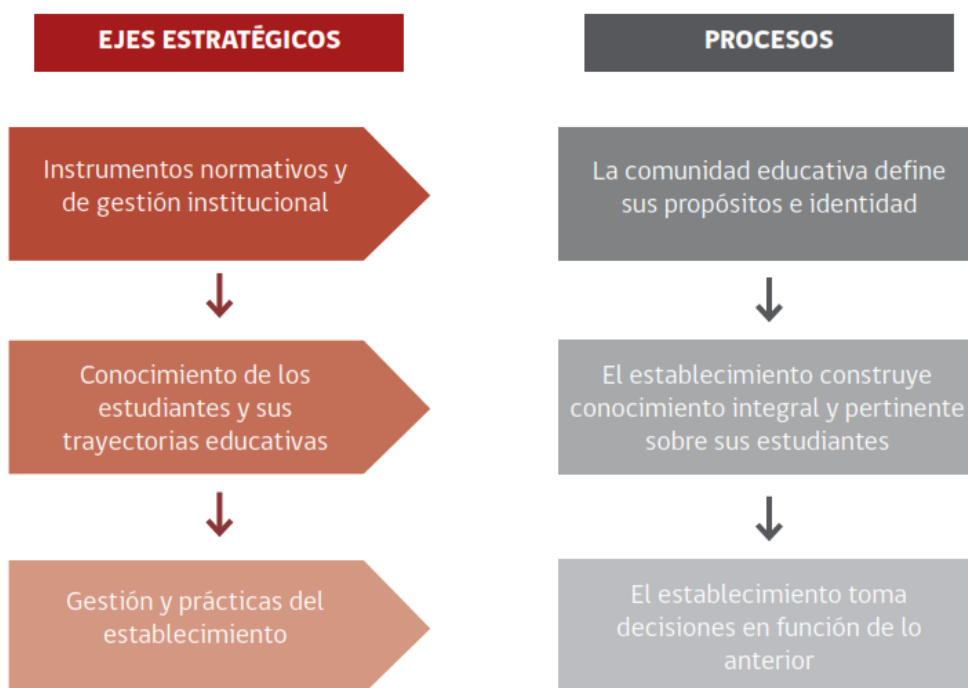 EJES ESTRATÉGICOS
PROCESOS
Instrumentos normativos y
de gestión institucional
La comunidad educativa define
sus propósitos e identidad
Conocimiento de los
estudiantes y sus
trayectorias educativas
El establecimiento construye
conocimiento integral y pertinente
sobre sus estudiantes
Gestión y prácticas del
establecimiento
El establecimiento toma
decisiones en función de lo
anterior